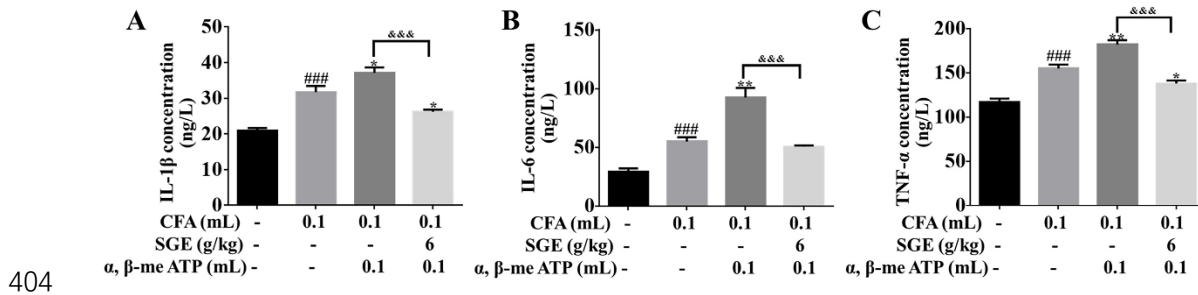 A B C
50 150 200
&&& &&& &&&
IL-1β concentration (ng/L)
40 30 20 10 0
### * *
IL-6 concentration (ng/L)
100 50 0
### **
TNF-α concentration (ng/L)
150 100 50 0
### ** *
CFA (mL) - 0.1 0.1 0.1 CFA (mL) - 0.1 0.1 0.1 CFA (mL) - 0.1 0.1 0.1
SGE (g/kg) - - - 6 SGE (g/kg) - - - 6 SGE (g/kg) - - - 6
α, β-me ATP (mL) - - 0.1 0.1 α, β-me ATP (mL) - - 0.1 0.1 α, β-me ATP (mL) - - 0.1 0.1
404